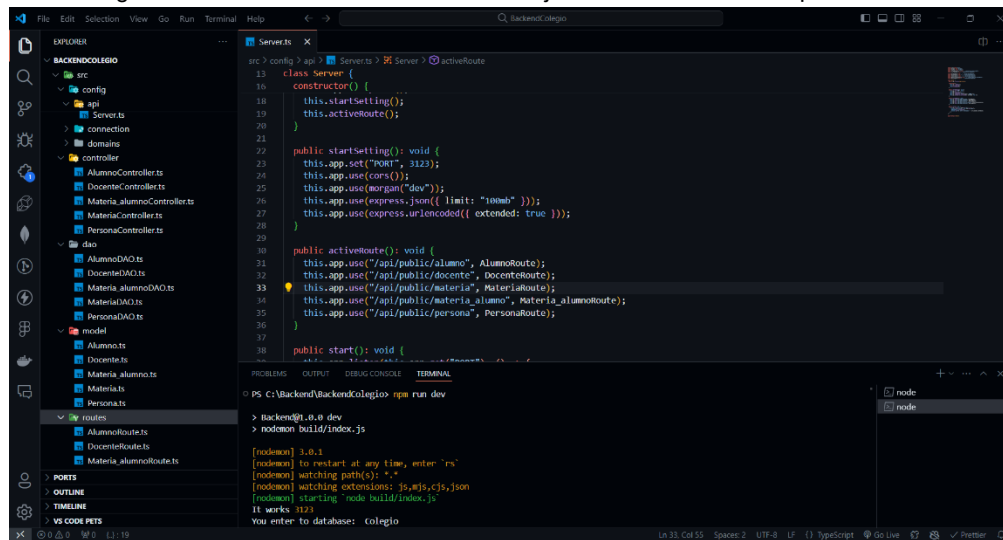 File Edit Selection View Go Run Terminal Help
BackendColegio
EXPLORER
BACKENDCOLEGIO
src
config
api
Server.ts
connection
domains
controller
AlumnoController.ts
DocenteController.ts
Materia_alumnoController.ts
MateriaController.ts
PersonaController.ts
dao
AlumnoDAO.ts
DocenteDAO.ts
Materia_alumnoDAO.ts
MateriaDAO.ts
PersonaDAO.ts
model
Alumno.ts
Docente.ts
Materia_alumno.ts
Materia.ts
Persona.ts
routes
AlumnoRoute.ts
DocenteRoute.ts
Materia_alumnoRoute.ts
PORTS
OUTLINE
TIMELINE
VS CODE PETS
Server.ts
src > config > api > Server.ts > Server > activeRoute
13 class Server {
16 constructor() {
18 this.startSetting();
19 this.activeRoute();
20 }
21
22 public startSetting(): void {
23 this.app.set("PORT", 3123);
24 this.app.use(cors());
25 this.app.use(morgan("dev"));
26 this.app.use(express.json({ limit: "100mb" }));
27 this.app.use(express.urlencoded({ extended: true }));
28 }
29
30 public activeRoute(): void {
31 this.app.use("/api/public/alumno", AlumnoRoute);
32 this.app.use("/api/public/docente", DocenteRoute);
33 this.app.use("/api/public/materia", MateriaRoute);
34 this.app.use("/api/public/materia_alumno", Materia_alumnoRoute);
35 this.app.use("/api/public/persona", PersonaRoute);
36 }
37
38 public start(): void {
PROBLEMS OUTPUT DEBUG CONSOLE TERMINAL
PS C:\Backend\BackendColegio> npm run dev
> Backend@1.0.0 dev
> nodemon build/index.js
[nodemon] 3.0.1
[nodemon] to restart at any time, enter `rs`
[nodemon] watching path(s): *.*
[nodemon] watching extensions: js,mjs,cjs,json
[nodemon] starting `node build/index.js`
It works 3123
You enter to database: Colegio
node
node
0 0 0 {..}: 19
Ln 33, Col 55 Spaces: 2 UTF-8 LF {} TypeScript Go Live Prettier